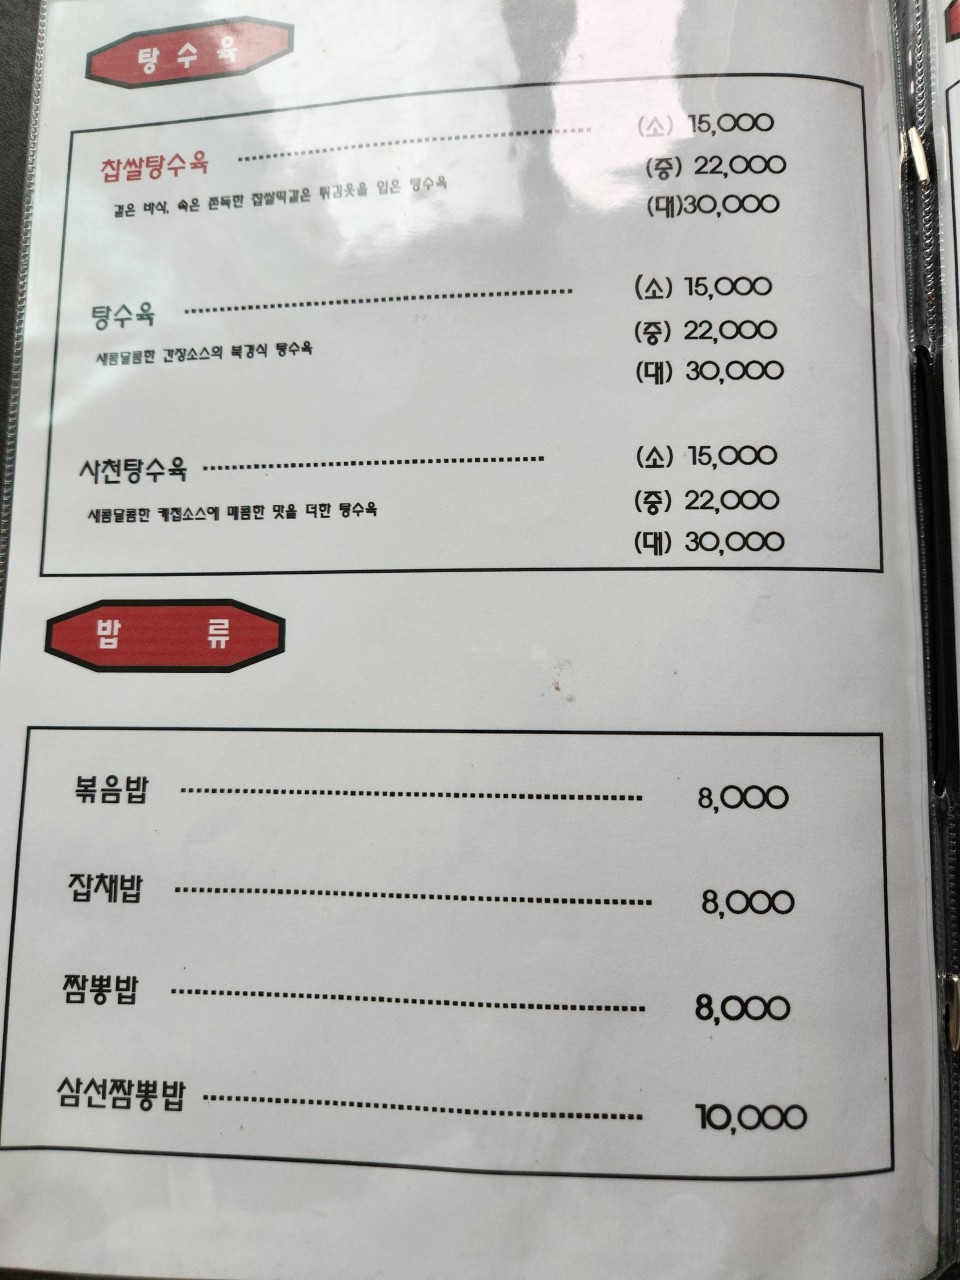 탕수육
찹쌀탕수육 (소) 15,000
(중) 22,000
겉은 바삭, 속은 쫀득한 찹쌀떡같은 튀김옷을 입은 탕수육
(대)30,000
탕수육 (소) 15,000
(중) 22,000
새콤달콤한 간장소스의 북경식 탕수육
(대) 30,000
사천탕수육 (소) 15,000
(중) 22,000
새콤달콤한 케첩소스에 매콤한 맛을 더한 탕수육
(대) 30,000
밥 류
볶음밥 8,000
잡채밥 8,000
짬뽕밥 8,000
삼선짬뽕밥 10,000